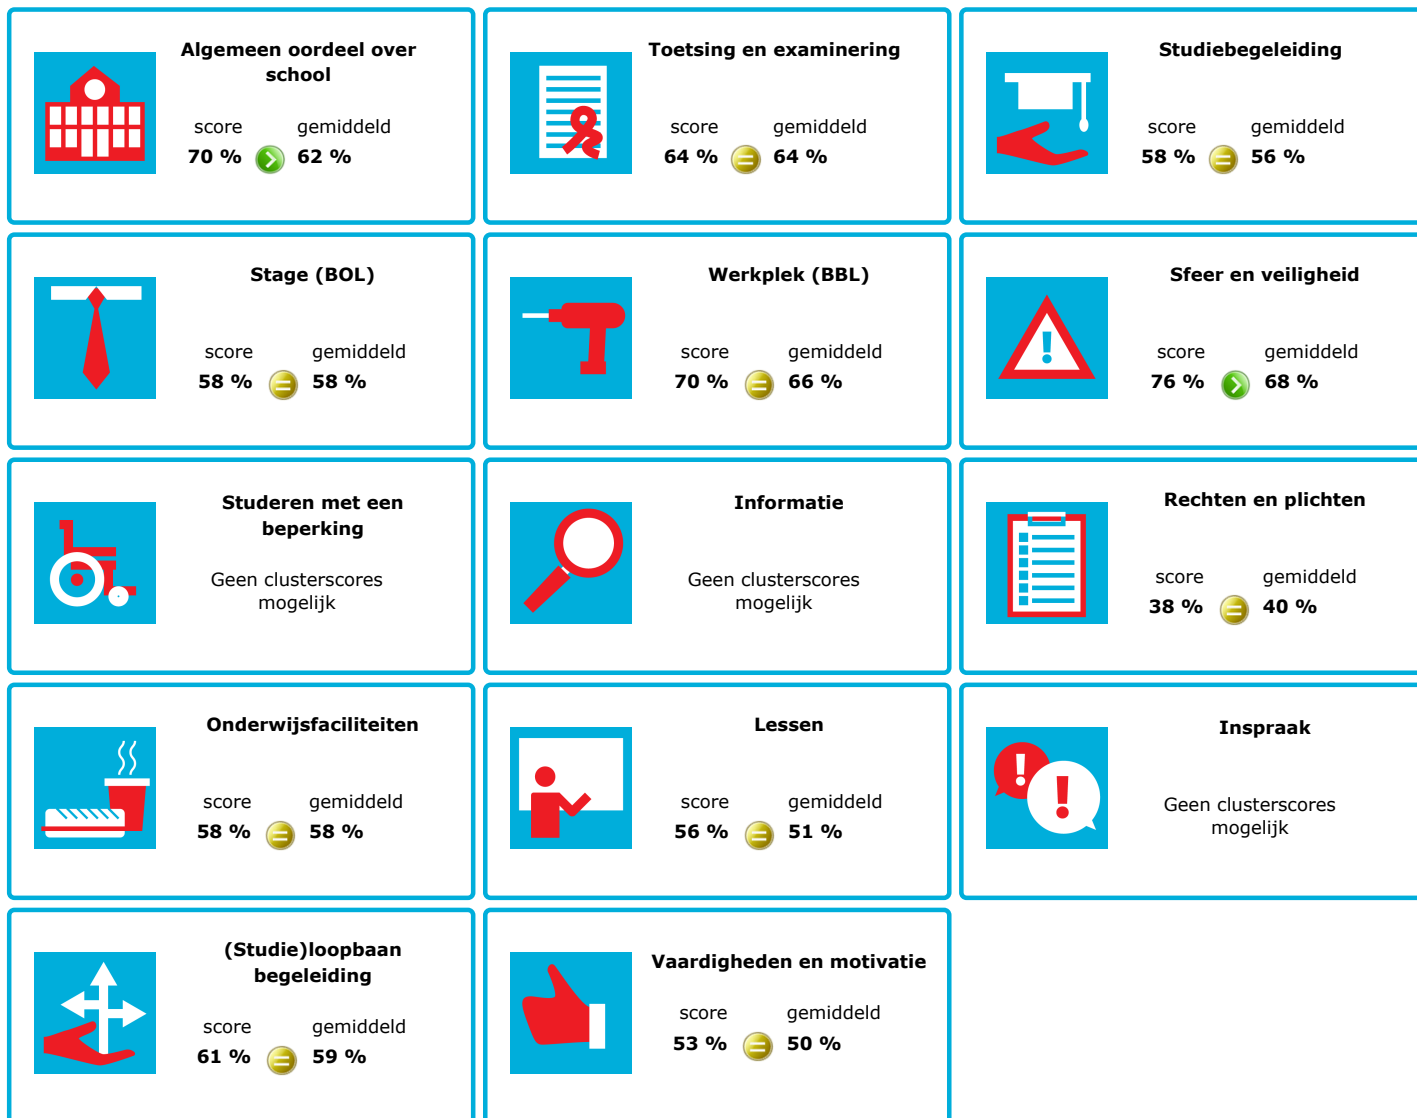 Algemeen oordeel over
school
score gemiddeld
70 % 62 %
Toetsing en examinering
score gemiddeld
64 % 64 %
Studiebegeleiding
score gemiddeld
58 % 56 %
Stage (BOL)
score gemiddeld
58 % 58 %
Werkplek (BBL)
score gemiddeld
70 % 66 %
Sfeer en veiligheid
score gemiddeld
76 % 68 %
Studeren met een
beperking
Geen clusterscores
mogelijk
Informatie
Geen clusterscores
mogelijk
Rechten en plichten
score gemiddeld
38 % 40 %
Onderwijsfaciliteiten
score gemiddeld
58 % 58 %
Lessen
score gemiddeld
56 % 51 %
Inspraak
Geen clusterscores
mogelijk
(Studie)loopbaan
begeleiding
score gemiddeld
61 % 59 %
Vaardigheden en motivatie
score gemiddeld
53 % 50 %